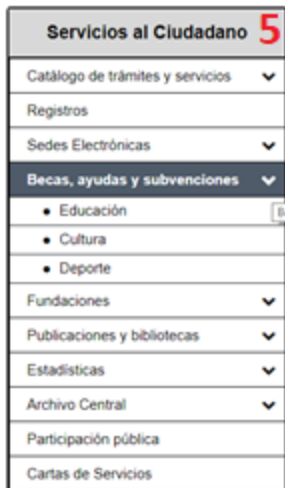 Servicios al Ciudadano 5
Catálogo de trámites y servicios
Registros
Sedes Electrónicas
Becas, ayudas y subvenciones
• Educación
• Cultura
• Deporte
Fundaciones
Publicaciones y bibliotecas
Estadísticas
Archivo Central
Participación pública
Cartas de Servicios